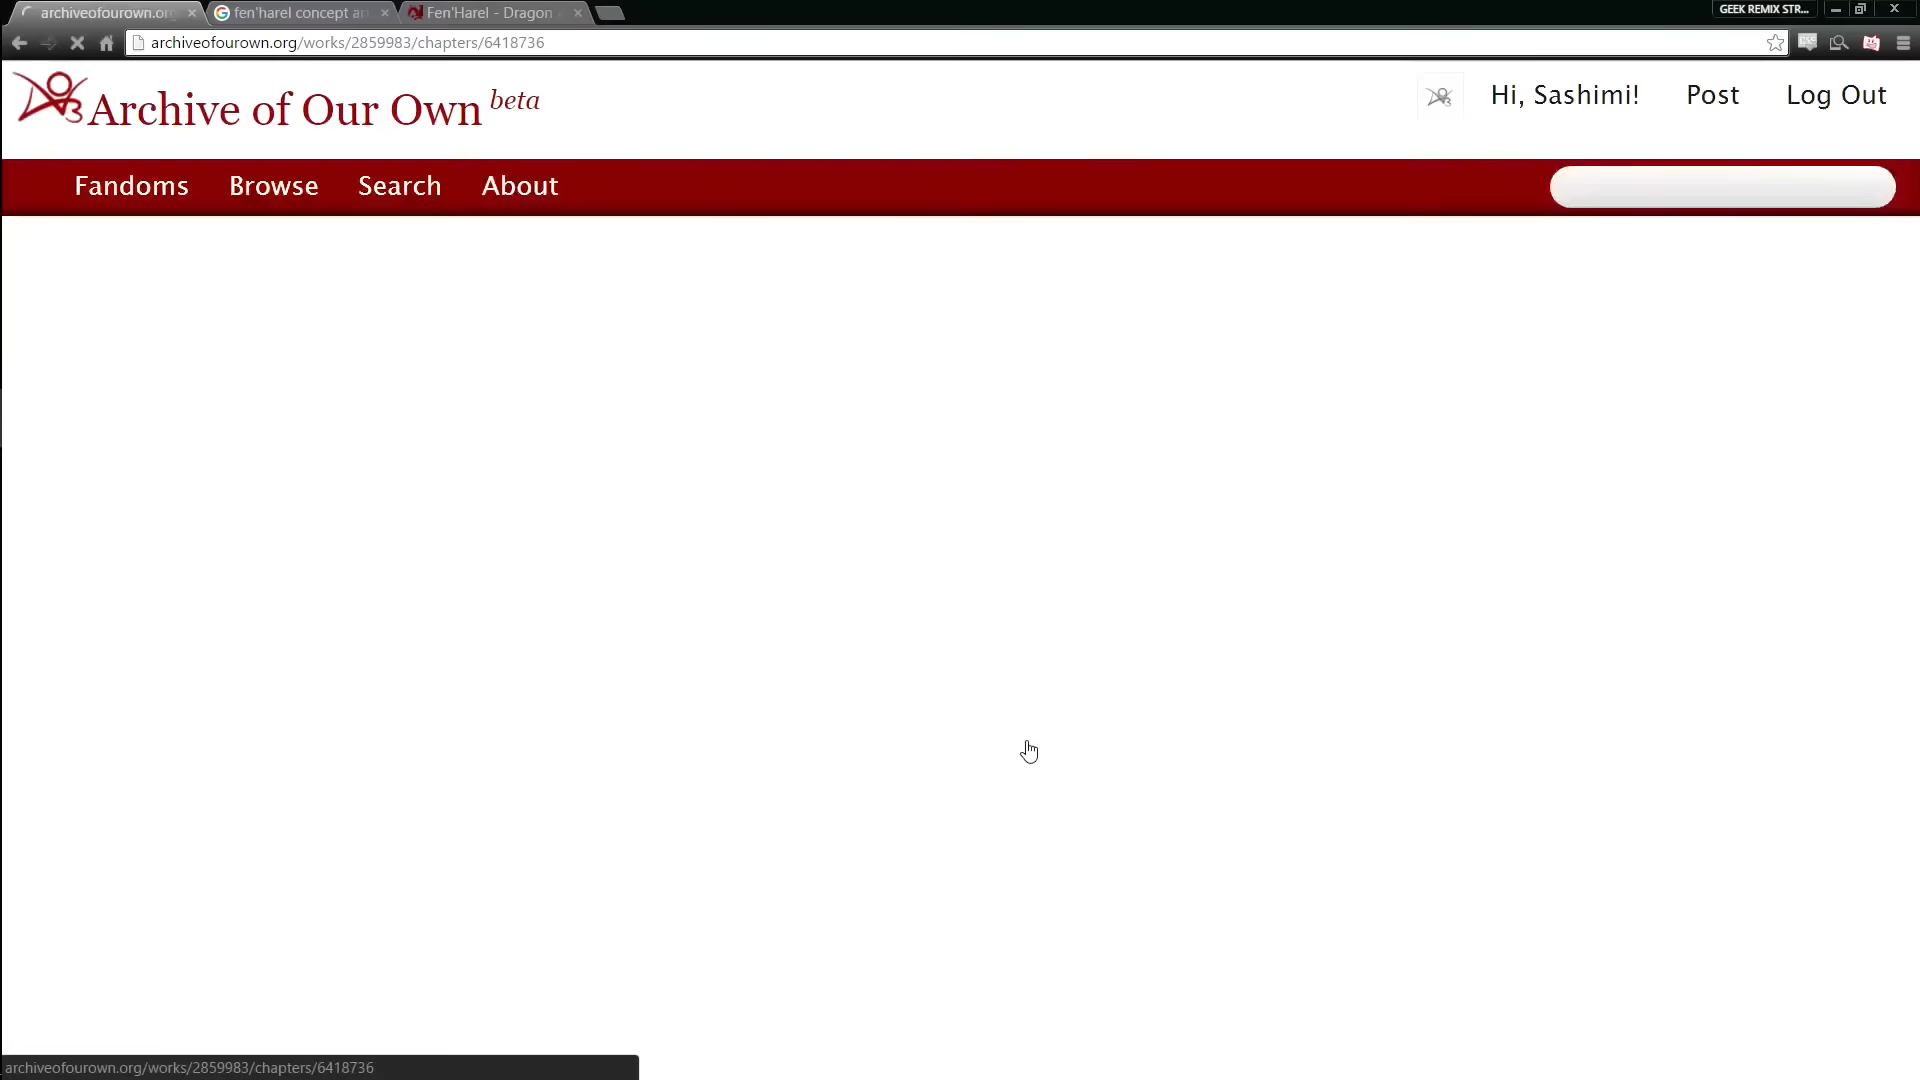 archiveofourown.org
fen'harel concept ar
Fen'Harel - Dragon
GEEK REMIX STR...
archiveofourown.org/works/2859983/chapters/6418736
Archive of Our Own beta
Hi, Sashimi!
Post
Log Out
Fandoms
Browse
Search
About
archiveofourown.org/works/2859983/chapters/6418736